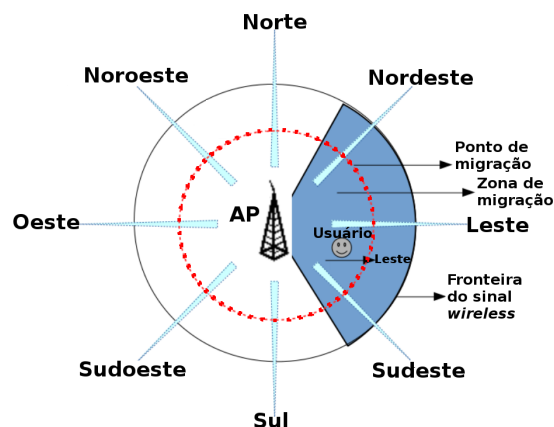 Norte
Noroeste
Nordeste
Ponto de
migração
Zona de
migração
Oeste
AP
Usuário
Leste
Leste
Fronteira
do sinal
wireless
Sudoeste
Sudeste
Sul